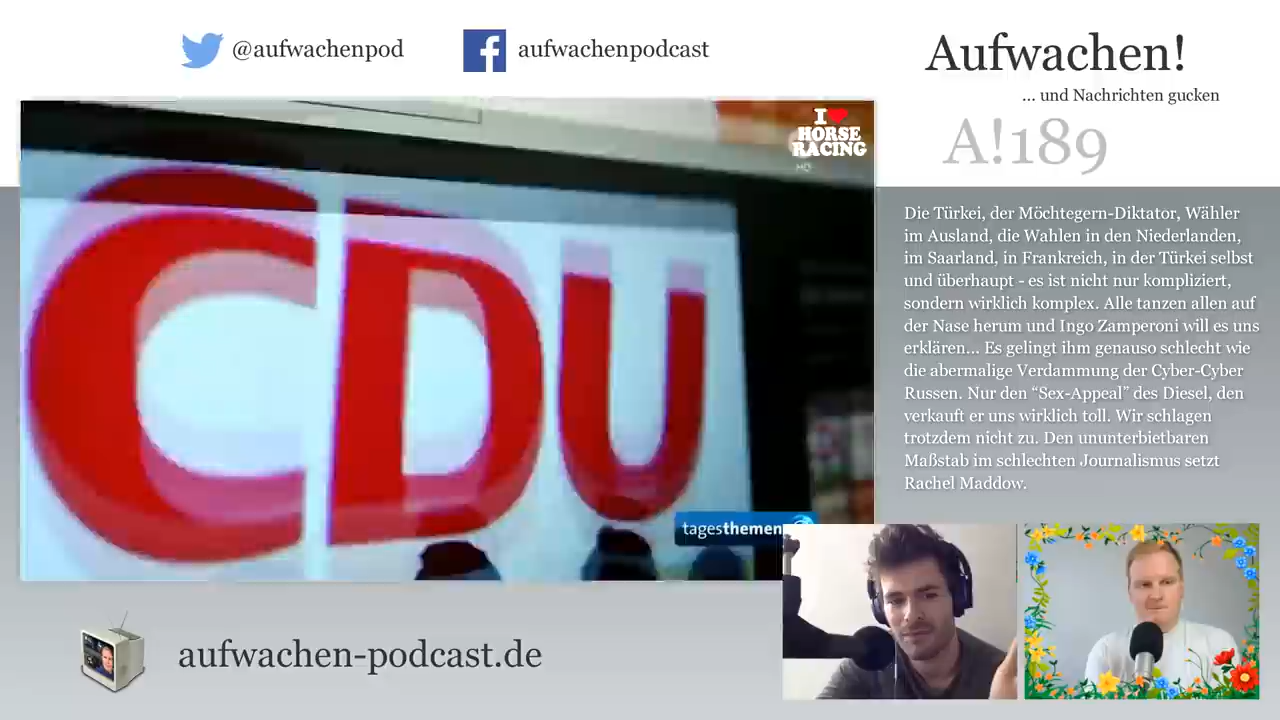 @aufwachenpod
aufwachenpodcast
Aufwachen!
... und Nachrichten gucken
A!189
I
HORSE
RACING
HD
CDU
tagesthemen
Die Türkei, der Möchtegern-Diktator, Wähler
im Ausland, die Wahlen in den Niederlanden,
im Saarland, in Frankreich, in der Türkei selbst
und überhaupt - es ist nicht nur kompliziert,
sondern wirklich komplex. Alle tanzen allen auf
der Nase herum und Ingo Zamperoni will es uns
erklären... Es gelingt ihm genauso schlecht wie
die abermalige Verdammung der Cyber-Cyber
Russen. Nur den “Sex-Appeal” des Diesel, den
verkauft er uns wirklich toll. Wir schlagen
trotzdem nicht zu. Den ununterbietbaren
Maßstab im schlechten Journalismus setzt
Rachel Maddow.
aufwachen-podcast.de